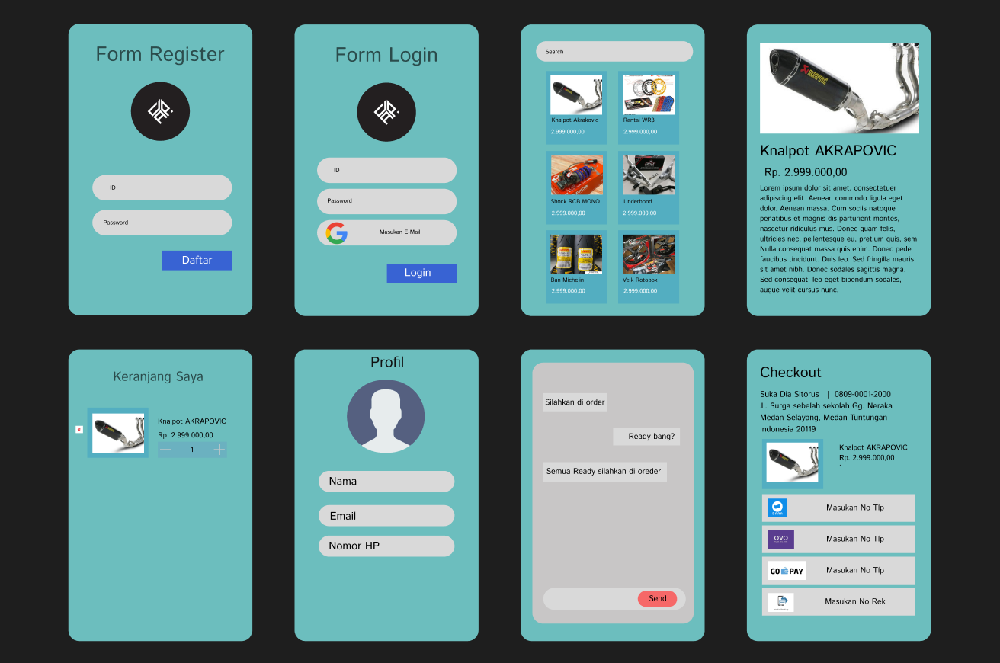 Form Register
ID
Password
Daftar
Form Login
ID
Password
Masukan E-Mail
Login
Search
Knalpot Akrakovic
2.999.000,00
Rantai WR3
2.999.000,00
Shock RCB MONO
2.999.000,00
Underbond
2.999.000,00
Ban Michelin
2.999.000,00
Velk Rotobox
2.999.000,00
AKRAPOVIC
Knalpot AKRAPOVIC
Rp. 2.999.000,00
Lorem ipsum dolor sit amet, consectetuer
adipiscing elit. Aenean commodo ligula eget
dolor. Aenean massa. Cum sociis natoque
penatibus et magnis dis parturient montes,
nascetur ridiculus mus. Donec quam felis,
ultricies nec, pellentesque eu, pretium quis, sem.
Nulla consequat massa quis enim. Donec pede
faucibus tincidunt. Duis leo. Sed fringilla mauris
sit amet nibh. Donec sodales sagittis magna.
Sed consequat, leo eget bibendum sodales,
augue velit cursus nunc,
Keranjang Saya
Knalpot AKRAPOVIC
Rp. 2.999.000,00
1
Profil
Nama
Email
Nomor HP
Silahkan di order
Ready bang?
Semua Ready silahkan di oreder
Send
Checkout
Suka Dia Sitorus | 0809-0001-2000
Jl. Surga sebelah sekolah Gg. Neraka
Medan Selayang, Medan Tuntungan
Indonesia 20119
Knalpot AKRAPOVIC
Rp. 2.999.000,00
1
DANA
Masukan No Tlp
OVO
Masukan No Tlp
GO PAY
Masukan No Tlp
Masukan No Rek